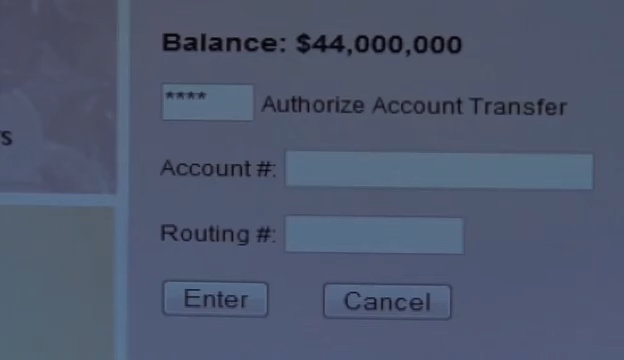 Balance: $44,000,000
**** Authorize Account Transfer
Account #:
Routing #:
Enter Cancel